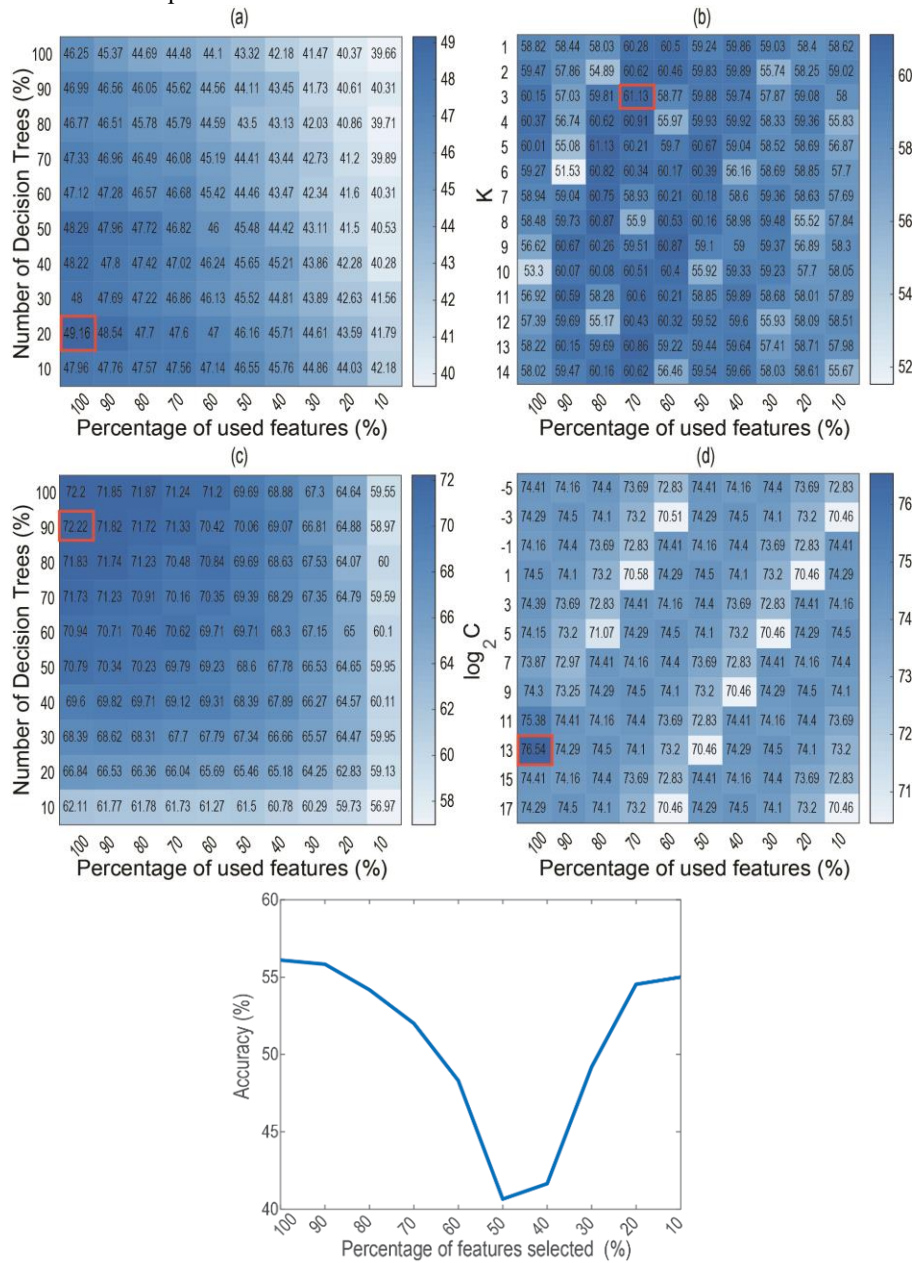 (a)
Number of Decision Trees (%)
100 46.25 45.37 44.69 44.48 44.1 43.32 42.18 41.47 40.37 39.66
90 46.99 46.56 46.05 45.62 44.56 44.11 43.45 41.73 40.61 40.31
80 46.77 46.51 45.78 45.79 44.59 43.5 43.13 42.03 40.86 39.71
70 47.33 46.96 46.49 46.08 45.19 44.41 43.44 42.73 41.2 39.89
60 47.12 47.28 46.57 46.68 45.42 44.46 43.47 42.34 41.6 40.31
50 48.29 47.96 47.72 46.82 46 45.48 44.42 43.11 41.5 40.53
40 48.22 47.8 47.42 47.02 46.24 45.65 45.21 43.86 42.28 40.28
30 48 47.69 47.22 46.86 46.13 45.52 44.81 43.89 42.63 41.56
20 49.16 48.54 47.7 47.6 47 46.16 45.71 44.61 43.59 41.79
10 47.96 47.76 47.57 47.56 47.14 46.55 45.76 44.86 44.03 42.18
100 90 80 70 60 50 40 30 20 10
Percentage of used features (%)
49
48
47
46
45
44
43
42
41
40
(b)
K
1 58.82 58.44 58.03 60.28 60.5 59.24 59.86 59.03 58.4 58.62
2 59.47 57.86 54.89 60.62 60.46 59.83 59.89 55.74 58.25 59.02
3 60.15 57.03 59.81 61.13 58.77 59.88 59.74 57.87 59.08 58
4 60.37 56.74 60.62 60.91 55.97 59.93 59.92 58.33 59.36 55.83
5 60.01 55.08 61.13 60.21 59.7 60.67 59.04 58.52 58.69 56.87
6 59.27 51.53 60.82 60.34 60.17 60.39 56.16 58.69 58.85 57.7
7 58.94 59.04 60.75 58.93 60.21 60.18 58.6 59.36 58.63 57.69
8 58.48 59.73 60.87 55.9 60.53 60.16 58.98 59.48 55.52 57.84
9 56.62 60.67 60.26 59.51 60.87 59.1 59 59.37 56.89 58.3
10 53.3 60.07 60.08 60.51 60.4 55.92 59.33 59.23 57.7 58.05
11 56.92 60.59 58.28 60.6 60.21 58.85 59.89 58.68 58.01 57.89
12 57.39 59.69 55.17 60.43 60.32 59.52 59.6 55.93 58.09 58.51
13 58.22 60.15 59.69 60.86 59.22 59.44 59.64 57.41 58.71 57.98
14 58.02 59.47 60.16 60.62 56.46 59.54 59.66 58.03 58.61 55.67
100 90 80 70 60 50 40 30 20 10
Percentage of used features (%)
60
58
56
54
52
(c)
Number of Decision Trees (%)
100 72.2 71.85 71.87 71.24 71.2 69.69 68.88 67.3 64.64 59.55
90 72.22 71.82 71.72 71.33 70.42 70.06 69.07 66.81 64.88 58.97
80 71.83 71.74 71.23 70.48 70.84 69.69 68.63 67.53 64.07 60
70 71.73 71.23 70.91 70.16 70.35 69.39 68.29 67.35 64.79 59.59
60 70.94 70.71 70.46 70.62 69.71 69.71 68.3 67.15 65 60.1
50 70.79 70.34 70.23 69.79 69.23 68.6 67.78 66.53 64.65 59.95
40 69.6 69.82 69.71 69.12 69.31 68.39 67.89 66.27 64.57 60.11
30 68.39 68.62 68.31 67.7 67.79 67.34 66.66 65.57 64.47 59.95
20 66.84 66.53 66.36 66.04 65.69 65.46 65.18 64.25 62.83 59.13
10 62.11 61.77 61.78 61.73 61.27 61.5 60.78 60.29 59.73 56.97
100 90 80 70 60 50 40 30 20 10
Percentage of used features (%)
72
70
68
66
64
62
60
58
(d)
log2 C
-5 74.41 74.16 74.4 73.69 72.83 74.41 74.16 74.4 73.69 72.83
-3 74.29 74.5 74.1 73.2 70.51 74.29 74.5 74.1 73.2 70.46
-1 74.16 74.4 73.69 72.83 74.41 74.16 74.4 73.69 72.83 74.41
1 74.5 74.1 73.2 70.58 74.29 74.5 74.1 73.2 70.46 74.29
3 74.39 73.69 72.83 74.41 74.16 74.4 73.69 72.83 74.41 74.16
5 74.15 73.2 71.07 74.29 74.5 74.1 73.2 70.46 74.29 74.5
7 73.87 72.97 74.41 74.16 74.4 73.69 72.83 74.41 74.16 74.4
9 74.3 73.25 74.29 74.5 74.1 73.2 70.46 74.29 74.5 74.1
11 75.38 74.41 74.16 74.4 73.69 72.83 74.41 74.16 74.4 73.69
13 76.54 74.29 74.5 74.1 73.2 70.46 74.29 74.5 74.1 73.2
15 74.41 74.16 74.4 73.69 72.83 74.41 74.16 74.4 73.69 72.83
17 74.29 74.5 74.1 73.2 70.46 74.29 74.5 74.1 73.2 70.46
100 90 80 70 60 50 40 30 20 10
Percentage of used features (%)
76
75
74
73
72
71
Accuracy (%)
60
55
50
45
40
100 90 80 70 60 50 40 30 20 10
Percentage of features selected (%)